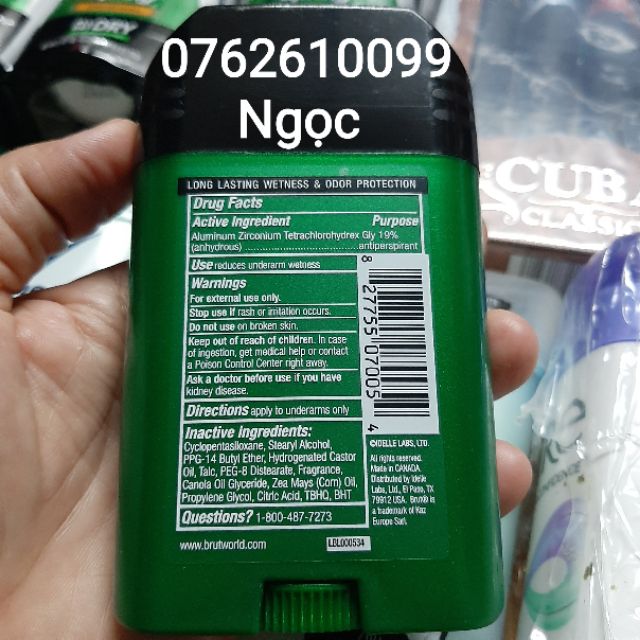 DRY
0762610099
Ngọc
CUBA
CLASSIC
LONG LASTING WETNESS & ODOR PROTECTION
Drug Facts
Active Ingredient Purpose
Aluminum Zirconium Tetrachlorohydrex Gly 19%
(anhydrous) ............................antiperspirant
Use reduces underarm wetness
Warnings
For external use only.
Stop use if rash or irritation occurs.
Do not use on broken skin.
Keep out of reach of children. In case
of ingestion, get medical help or contact
a Poison Control Center right away.
Ask a doctor before use if you have
kidney disease.
Directions apply to underarms only
Inactive Ingredients:
Cyclopentasiloxane, Stearyl Alcohol,
PPG-14 Butyl Ether, Hydrogenated Castor
Oil, Talc, PEG-8 Distearate, Fragrance,
Canola Oil Glyceride, Zea Mays (Corn) Oil,
Propylene Glycol, Citric Acid, TBHQ, BHT
Questions? 1-800-487-7273
8 27755 07005 4
©IDELLE LABS, LTD.
All rights reserved.
Made in CANADA.
Distributed by Idelle
Labs, Ltd., El Paso, TX
79912 USA. Brut® is
a trademark of Haz
Europe Sarl.
www.brutworld.com
LBL000534